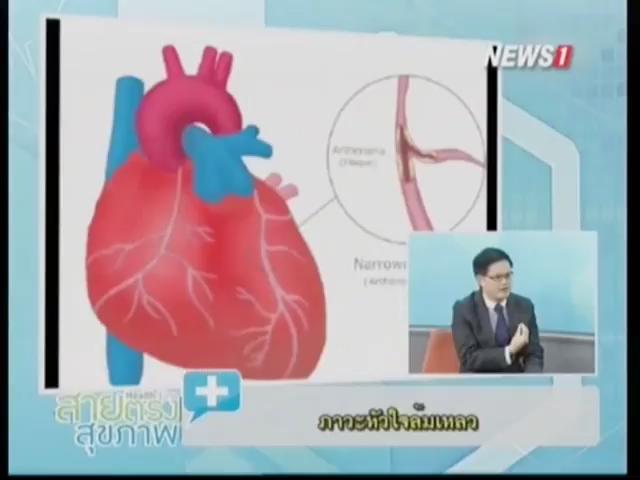 NEWS1
Atheroma
(Plaque)
Health
สายตรง
สุขภาพ
ภาวะหัวใจล้มเหลว